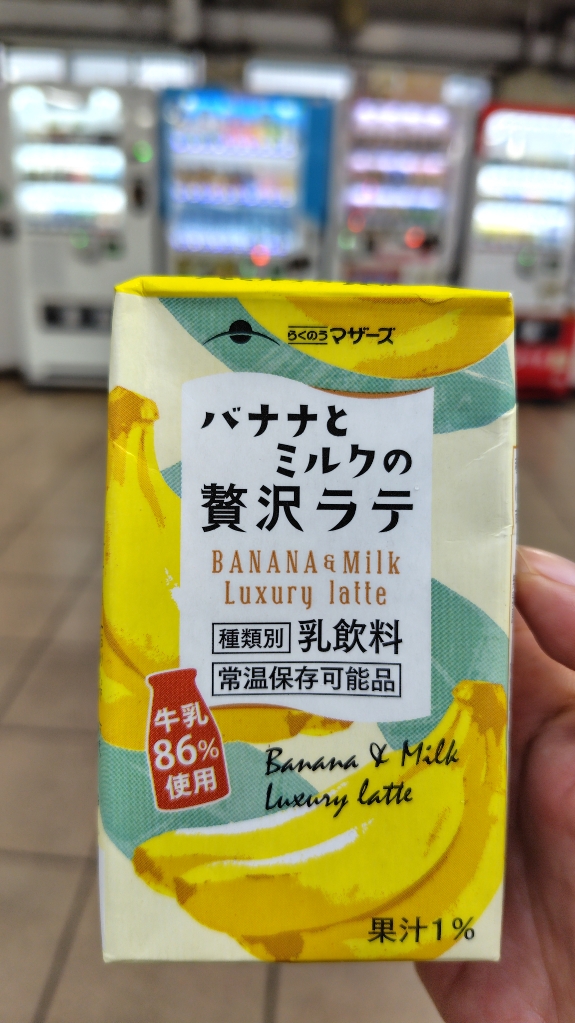 らくのうマザーズ
バナナと
ミルクの
贅沢ラテ
BANANA & Milk
Luxury latte
種類別 乳飲料
常温保存可能品
牛乳
86%
使用
Banana & Milk
Luxury latte
果汁1%